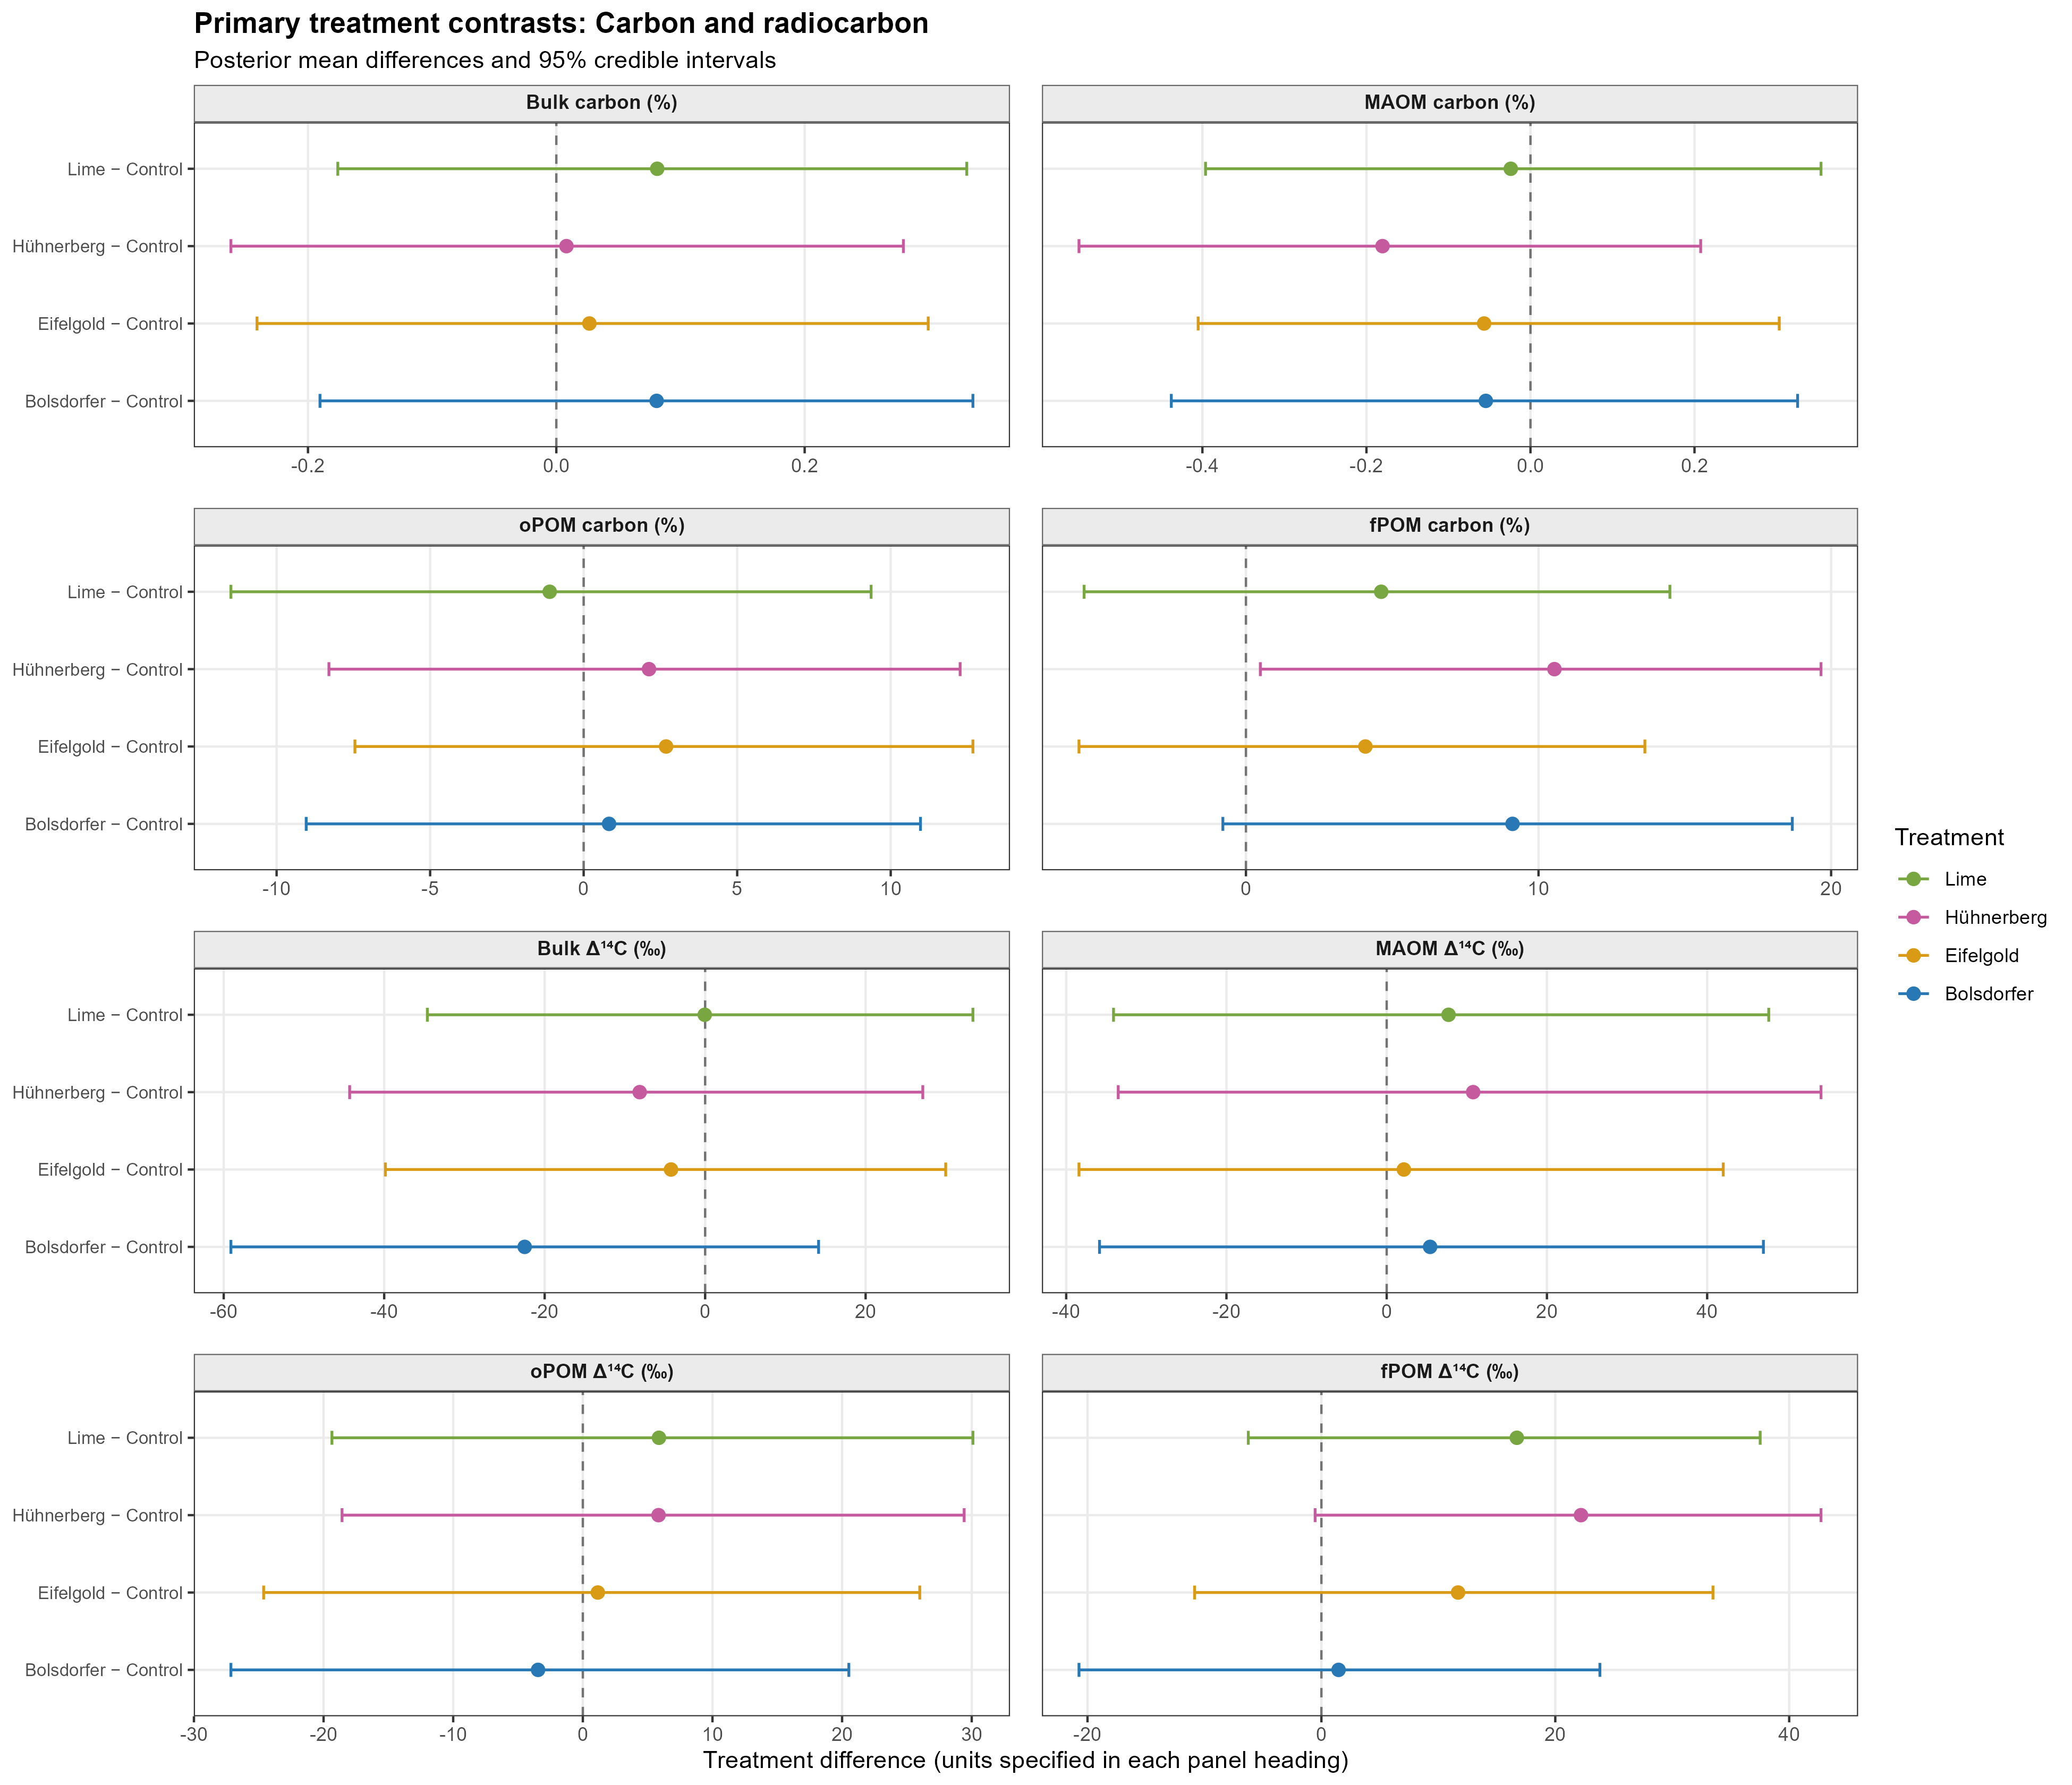 Primary treatment contrasts: Carbon and radiocarbon
Posterior mean differences and 95% credible intervals
Bulk carbon (%)
Lime − Control
Hühnerberg − Control
Eifelgold − Control
Bolsdorfer − Control
-0.2 0.0 0.2
MAOM carbon (%)
-0.4 -0.2 0.0 0.2
oPOM carbon (%)
Lime − Control
Hühnerberg − Control
Eifelgold − Control
Bolsdorfer − Control
-10 -5 0 5 10
fPOM carbon (%)
0 10 20
Bulk Δ¹⁴C (‰)
Lime − Control
Hühnerberg − Control
Eifelgold − Control
Bolsdorfer − Control
-60 -40 -20 0 20
MAOM Δ¹⁴C (‰)
-40 -20 0 20 40
oPOM Δ¹⁴C (‰)
Lime − Control
Hühnerberg − Control
Eifelgold − Control
Bolsdorfer − Control
-30 -20 -10 0 10 20 30
fPOM Δ¹⁴C (‰)
-20 0 20 40
Treatment difference (units specified in each panel heading)
Treatment
Lime
Hühnerberg
Eifelgold
Bolsdorfer